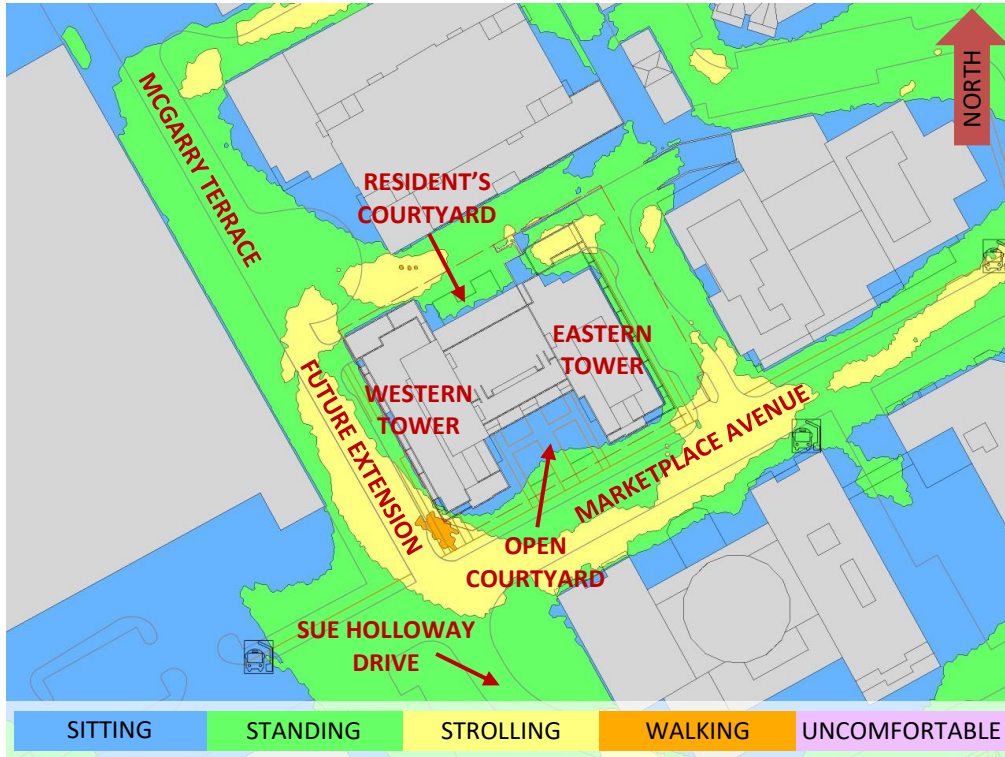 NORTH
MCGARRY TERRACE
RESIDENT'S
COURTYARD
EASTERN
TOWER
WESTERN
TOWER
FUTURE EXTENSION
MARKETPLACE AVENUE
OPEN
COURTYARD
SUE HOLLOWAY
DRIVE
SITTING
STANDING
STROLLING
WALKING
UNCOMFORTABLE